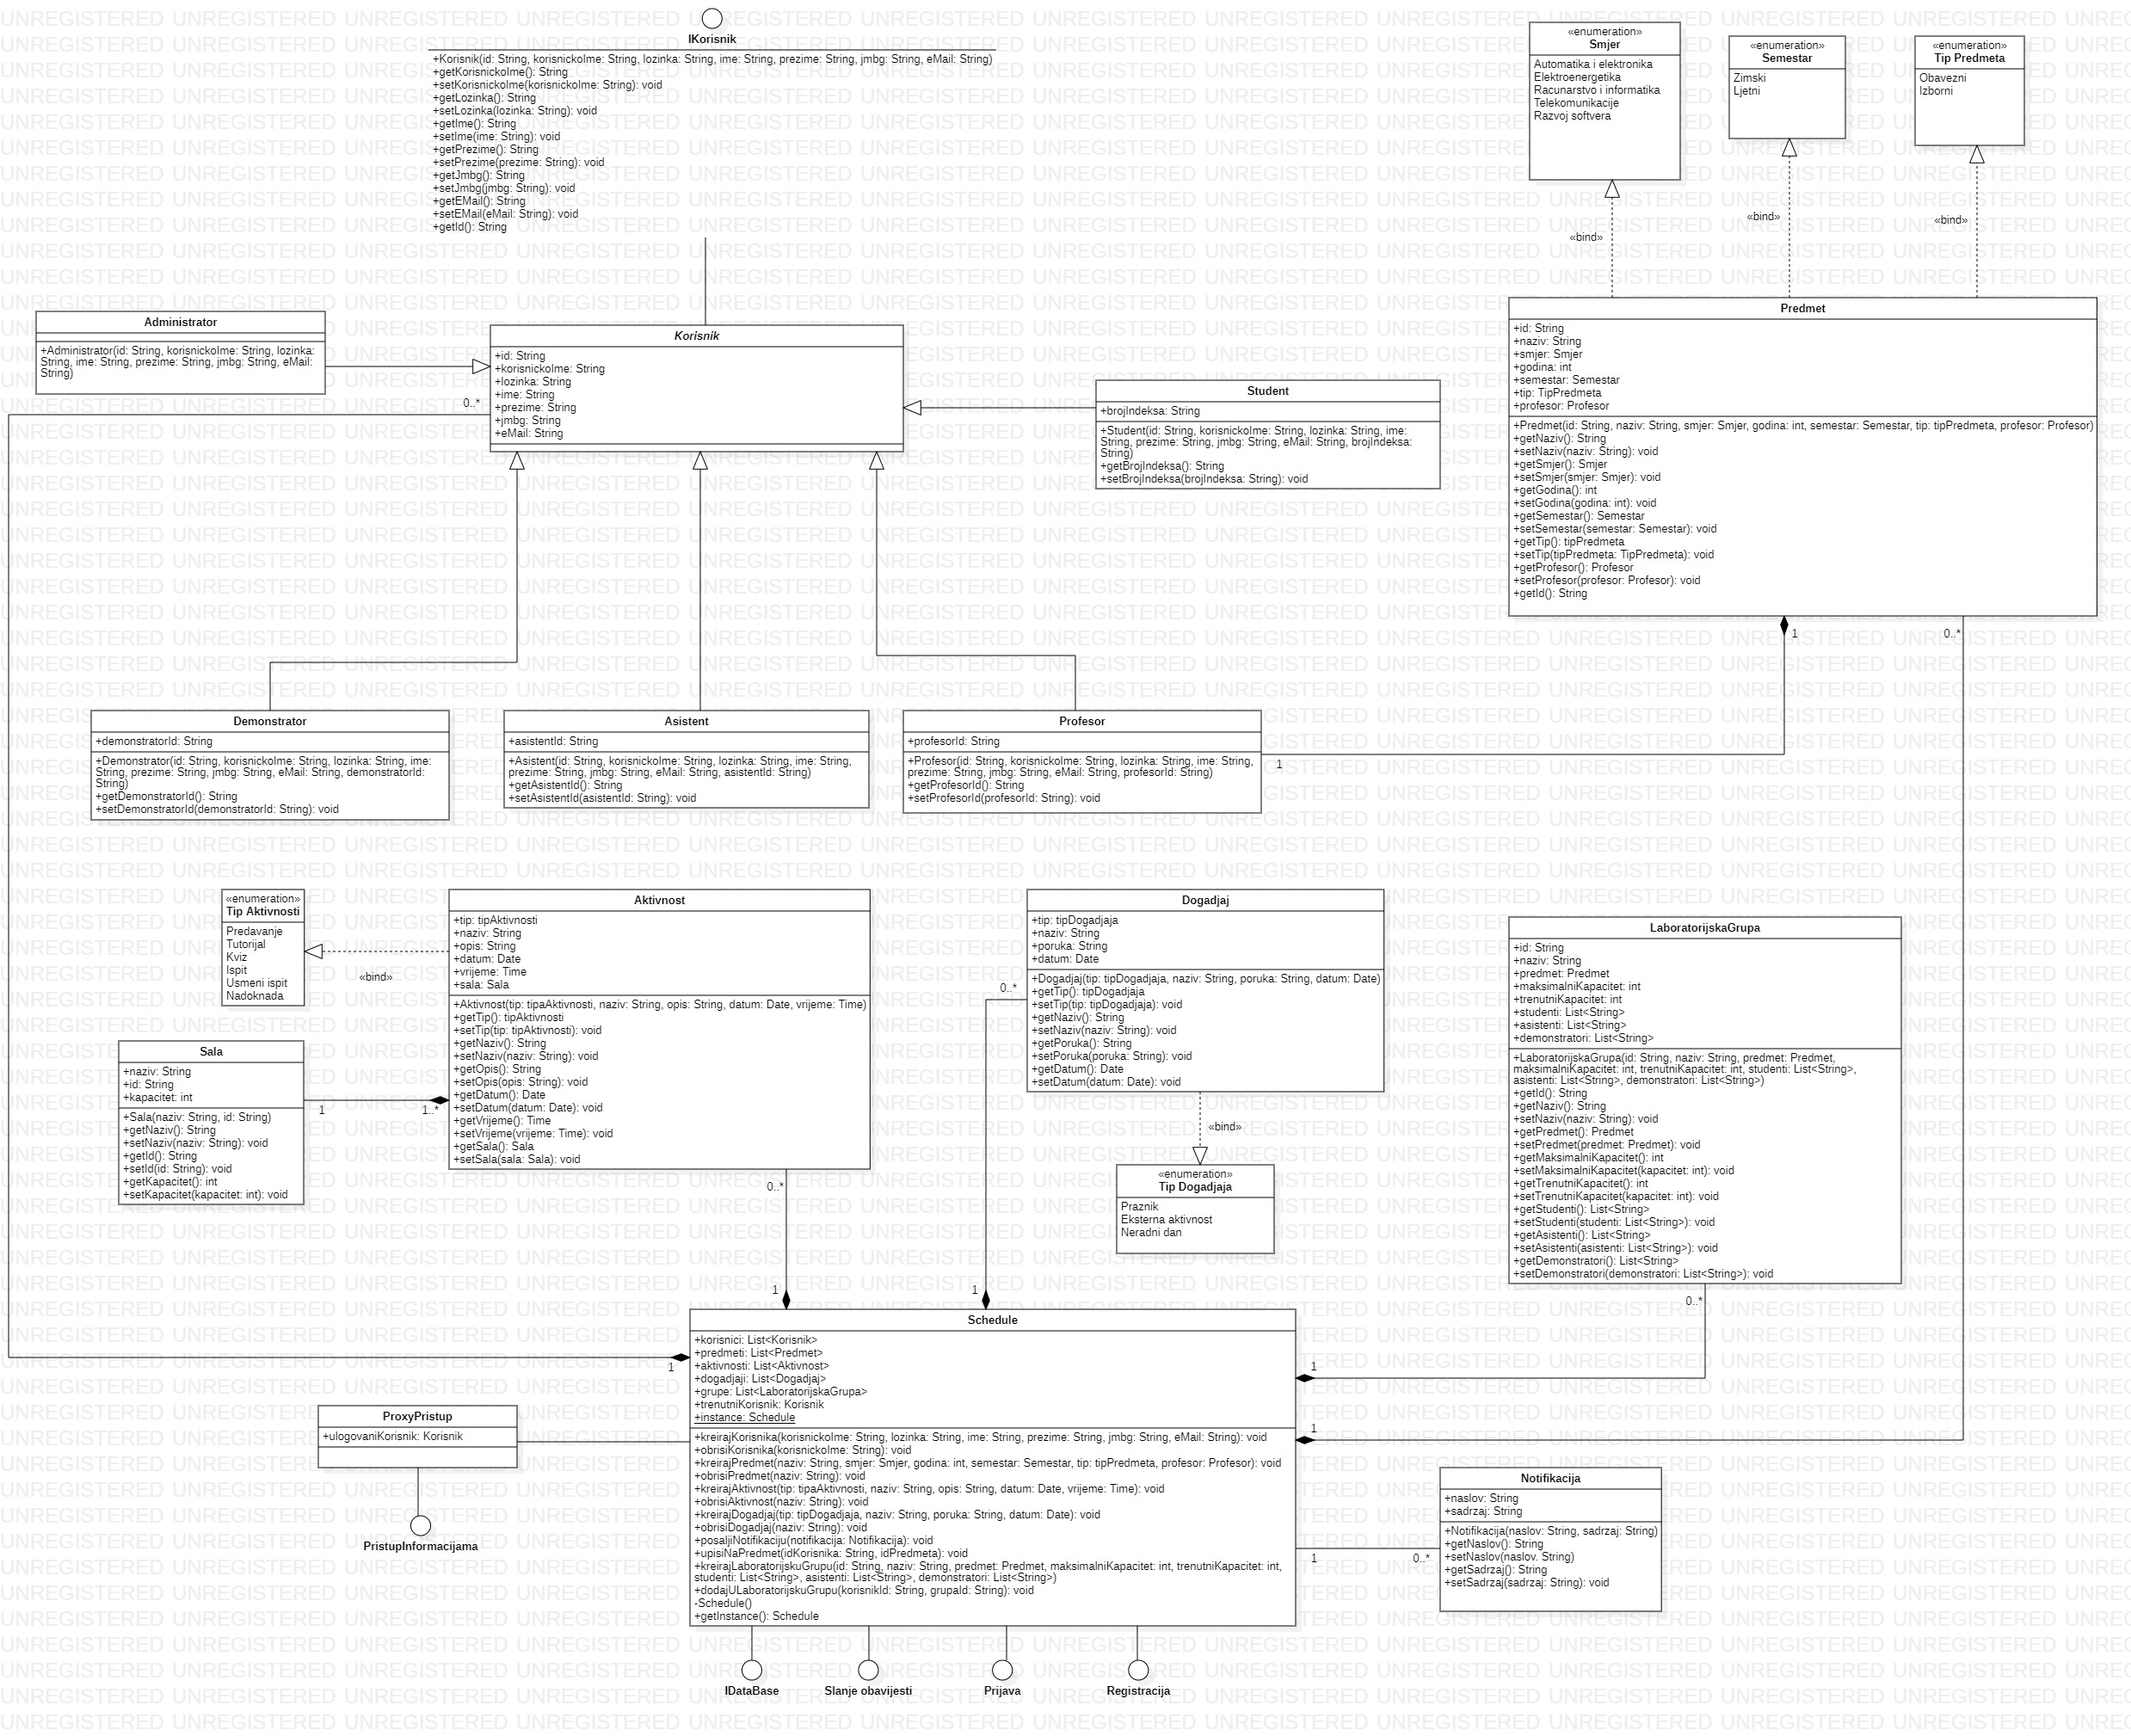 IKorisnik
+Korisnik(id: String, korisnickoIme: String, lozinka: String, ime: String, prezime: String, jmbg: String, eMail: String)
+getKorisnickoIme(): String
+setKorisnickoIme(korisnickoIme: String): void
+getLozinka(): String
+setLozinka(lozinka: String): void
+getIme(): String
+setIme(ime: String): void
+getPrezime(): String
+setPrezime(prezime: String): void
+getJmbg(): String
+setJmbg(jmbg: String): void
+getEMail(): String
+setEMail(eMail: String): void
+getId(): String
«enumeration»
Smjer
Automatika i elektronika
Elektroenergetika
Racunarstvo i informatika
Telekomunikacije
Razvoj softvera
«enumeration»
Semestar
Zimski
Ljetni
«enumeration»
Tip Predmeta
Obavezni
Izborni
«bind»
«bind»
«bind»
Administrator
+Administrator(id: String, korisnickoIme: String, lozinka:
String, ime: String, prezime: String, jmbg: String, eMail:
String)
Korisnik
+id: String
+korisnickoIme: String
+lozinka: String
+ime: String
+prezime: String
+jmbg: String
+eMail: String
0..*
Student
+brojIndeksa: String
+Student(id: String, korisnickoIme: String, lozinka: String, ime:
String, prezime: String, jmbg: String, eMail: String, brojIndeksa:
String)
+getBrojIndeksa(): String
+setBrojIndeksa(brojIndeksa: String): void
Predmet
+id: String
+naziv: String
+smjer: Smjer
+godina: int
+semestar: Semestar
+tip: TipPredmeta
+profesor: Profesor
+Predmet(id: String, naziv: String, smjer: Smjer, godina: int, semestar: Semestar, tip: tipPredmeta, profesor: Profesor)
+getNaziv(): String
+setNaziv(naziv: String): void
+getSmjer(): Smjer
+setSmjer(smjer: Smjer): void
+getGodina(): int
+setGodina(godina: int): void
+getSemestar(): Semestar
+setSemestar(semestar: Semestar): void
+getTip(): tipPredmeta
+setTip(tipPredmeta: TipPredmeta): void
+getProfesor(): Profesor
+setProfesor(profesor: Profesor): void
+getId(): String
1
0..*
Demonstrator
+demonstratorId: String
+Demonstrator(id: String, korisnickoIme: String, lozinka: String, ime:
String, prezime: String, jmbg: String, eMail: String, demonstratorId:
String)
+getDemonstratorId(): String
+setDemonstratorId(demonstratorId: String): void
Asistent
+asistentId: String
+Asistent(id: String, korisnickoIme: String, lozinka: String, ime: String,
prezime: String, jmbg: String, eMail: String, asistentId: String)
+getAsistentId(): String
+setAsistentId(asistentId: String): void
Profesor
+profesorId: String
+Profesor(id: String, korisnickoIme: String, lozinka: String, ime: String,
prezime: String, jmbg: String, eMail: String, profesorId: String)
+getProfesorId(): String
+setProfesorId(profesorId: String): void
1
«enumeration»
Tip Aktivnosti
Predavanje
Tutorijal
Kviz
Ispit
Usmeni ispit
Nadoknada
«bind»
Aktivnost
+tip: tipAktivnosti
+naziv: String
+opis: String
+datum: Date
+vrijeme: Time
+sala: Sala
+Aktivnost(tip: tipaAktivnosti, naziv: String, opis: String, datum: Date, vrijeme: Time)
+getTip(): tipAktivnosti
+setTip(tip: tipAktivnosti): void
+getNaziv(): String
+setNaziv(naziv: String): void
+getOpis(): String
+setOpis(opis: String): void
+getDatum(): Date
+setDatum(datum: Date): void
+getVrijeme(): Time
+setVrijeme(vrijeme: Time): void
+getSala(): Sala
+setSala(sala: Sala): void
Sala
+naziv: String
+id: String
+kapacitet: int
+Sala(naziv: String, id: String)
+getNaziv(): String
+setNaziv(naziv: String): void
+getId(): String
+setId(id: String): void
+getKapacitet(): int
+setKapacitet(kapacitet: int): void
1
1..*
0..*
Dogadjaj
+tip: tipDogadjaja
+naziv: String
+poruka: String
+datum: Date
+Dogadjaj(tip: tipDogadjaja, naziv: String, poruka: String, datum: Date)
+getTip(): tipDogadjaja
+setTip(tip: tipDogadjaja): void
+getNaziv(): String
+setNaziv(naziv: String): void
+getPoruka(): String
+setPoruka(poruka: String): void
+getDatum(): Date
+setDatum(datum: Date): void
0..*
«bind»
«enumeration»
Tip Dogadjaja
Praznik
Eksterna aktivnost
Neradni dan
LaboratorijskaGrupa
+id: String
+naziv: String
+predmet: Predmet
+maksimalniKapacitet: int
+trenutniKapacitet: int
+studenti: List<String>
+asistenti: List<String>
+demonstratori: List<String>
+LaboratorijskaGrupa(id: String, naziv: String, predmet: Predmet,
maksimalniKapacitet: int, trenutniKapacitet: int, studenti: List<String>,
asistenti: List<String>, demonstratori: List<String>)
+getId(): String
+getNaziv(): String
+setNaziv(naziv: String): void
+getPredmet(): Predmet
+setPredmet(predmet: Predmet): void
+getMaksimalniKapacitet(): int
+setMaksimalniKapacitet(kapacitet: int): void
+getTrenutniKapacitet(): int
+setTrenutniKapacitet(kapacitet: int): void
+getStudenti(): List<String>
+setStudenti(studenti: List<String>): void
+getAsistenti(): List<String>
+setAsistenti(asistenti: List<String>): void
+getDemonstratori(): List<String>
+setDemonstratori(demonstratori: List<String>): void
0..*
1
1
1
1
1
Schedule
+korisnici: List<Korisnik>
+predmeti: List<Predmet>
+aktivnosti: List<Aktivnost>
+dogadjaji: List<Dogadjaj>
+grupe: List<LaboratorijskaGrupa>
+trenutniKorisnik: Korisnik
+instance: Schedule
+kreirajKorisnika(korisnickoIme: String, lozinka: String, ime: String, prezime: String, jmbg: String, eMail: String): void
+obrisiKorisnika(korisnickoIme: String): void
+kreirajPredmet(naziv: String, smjer: Smjer, godina: int, semestar: Semestar, tip: tipPredmeta, profesor: Profesor): void
+obrisiPredmet(naziv: String): void
+kreirajAktivnost(tip: tipaAktivnosti, naziv: String, opis: String, datum: Date, vrijeme: Time): void
+obrisiAktivnost(naziv: String): void
+kreirajDogadjaj(tip: tipDogadjaja, naziv: String, poruka: String, datum: Date): void
+obrisiDogadjaj(naziv: String): void
+posaljiNotifikaciju(notifikacija: Notifikacija): void
+upisiNaPredmet(idKorisnika: String, idPredmeta): void
+kreirajLaboratorijskuGrupu(id: String, naziv: String, predmet: Predmet, maksimalniKapacitet: int, trenutniKapacitet: int,
studenti: List<String>, asistenti: List<String>, demonstratori: List<String>)
+dodajULaboratorijskuGrupu(korisnikId: String, grupaId: String): void
-Schedule()
+getInstance(): Schedule
ProxyPristup
+ulogovaniKorisnik: Korisnik
PristupInformacijama
1
0..*
Notifikacija
+naslov: String
+sadrzaj: String
+Notifikacija(naslov: String, sadrzaj: String)
+getNaslov(): String
+setNaslov(naslov. String)
+getSadrzaj(): String
+setSadrzaj(sadrzaj: String): void
IDataBase
Slanje obavijesti
Prijava
Registracija